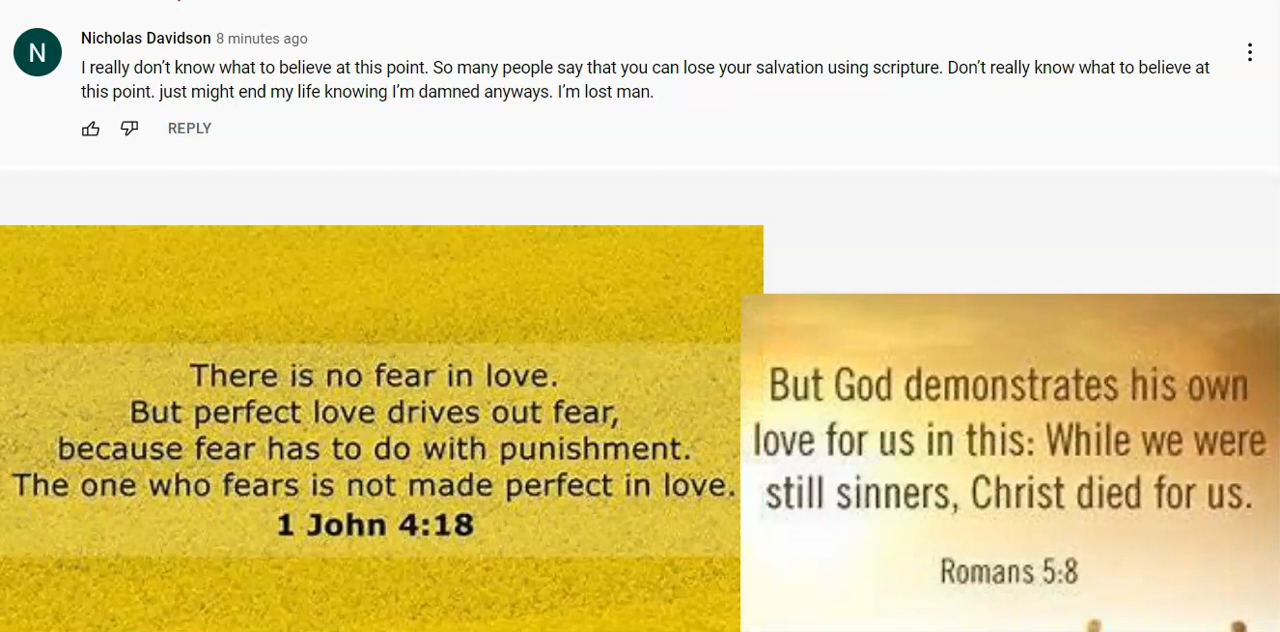 N
Nicholas Davidson 8 minutes ago
I really don't know what to believe at this point. So many people say that you can lose your salvation using scripture. Don't really know what to believe at
this point. just might end my life knowing I'm damned anyways. I'm lost man.
REPLY
There is no fear in love.
But perfect love drives out fear,
because fear has to do with punishment.
The one who fears is not made perfect in love.
1 John 4:18
But God demonstrates his own
love for us in this: While we were
still sinners, Christ died for us.
Romans 5:8